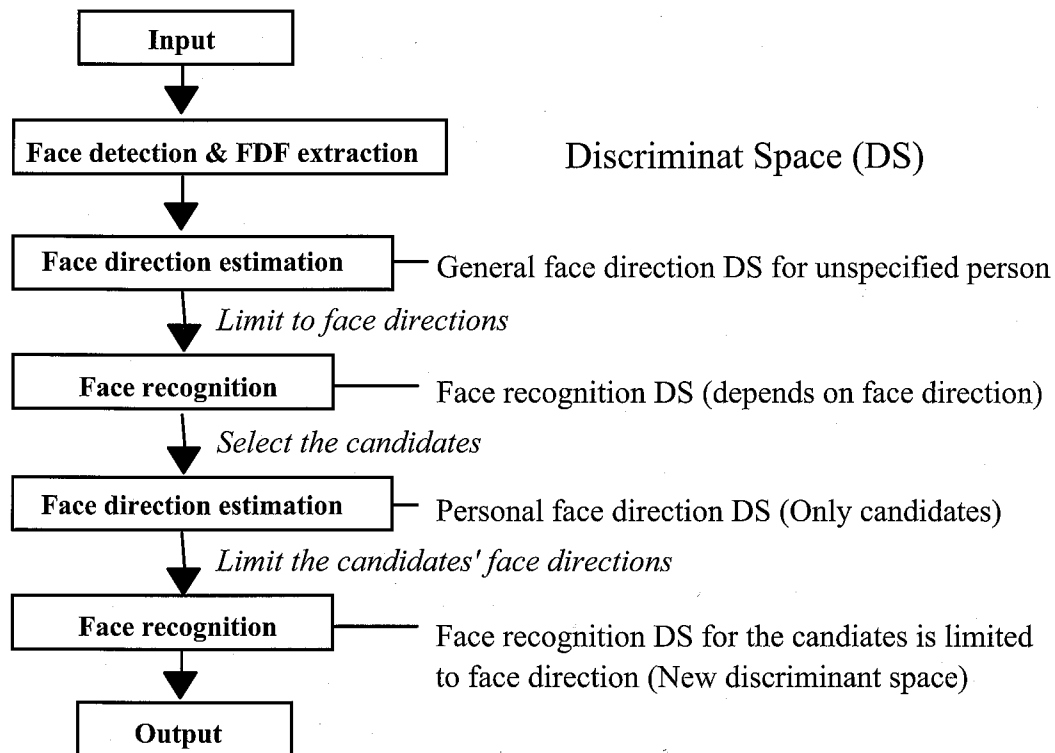 Input
Face detection & FDF extraction
Discriminat Space (DS)
Face direction estimation
General face direction DS for unspecified person
Limit to face directions
Face recognition
Face recognition DS (depends on face direction)
Select the candidates
Face direction estimation
Personal face direction DS (Only candidates)
Limit the candidates' face directions
Face recognition
Face recognition DS for the candiates is limited
to face direction (New discriminant space)
Output